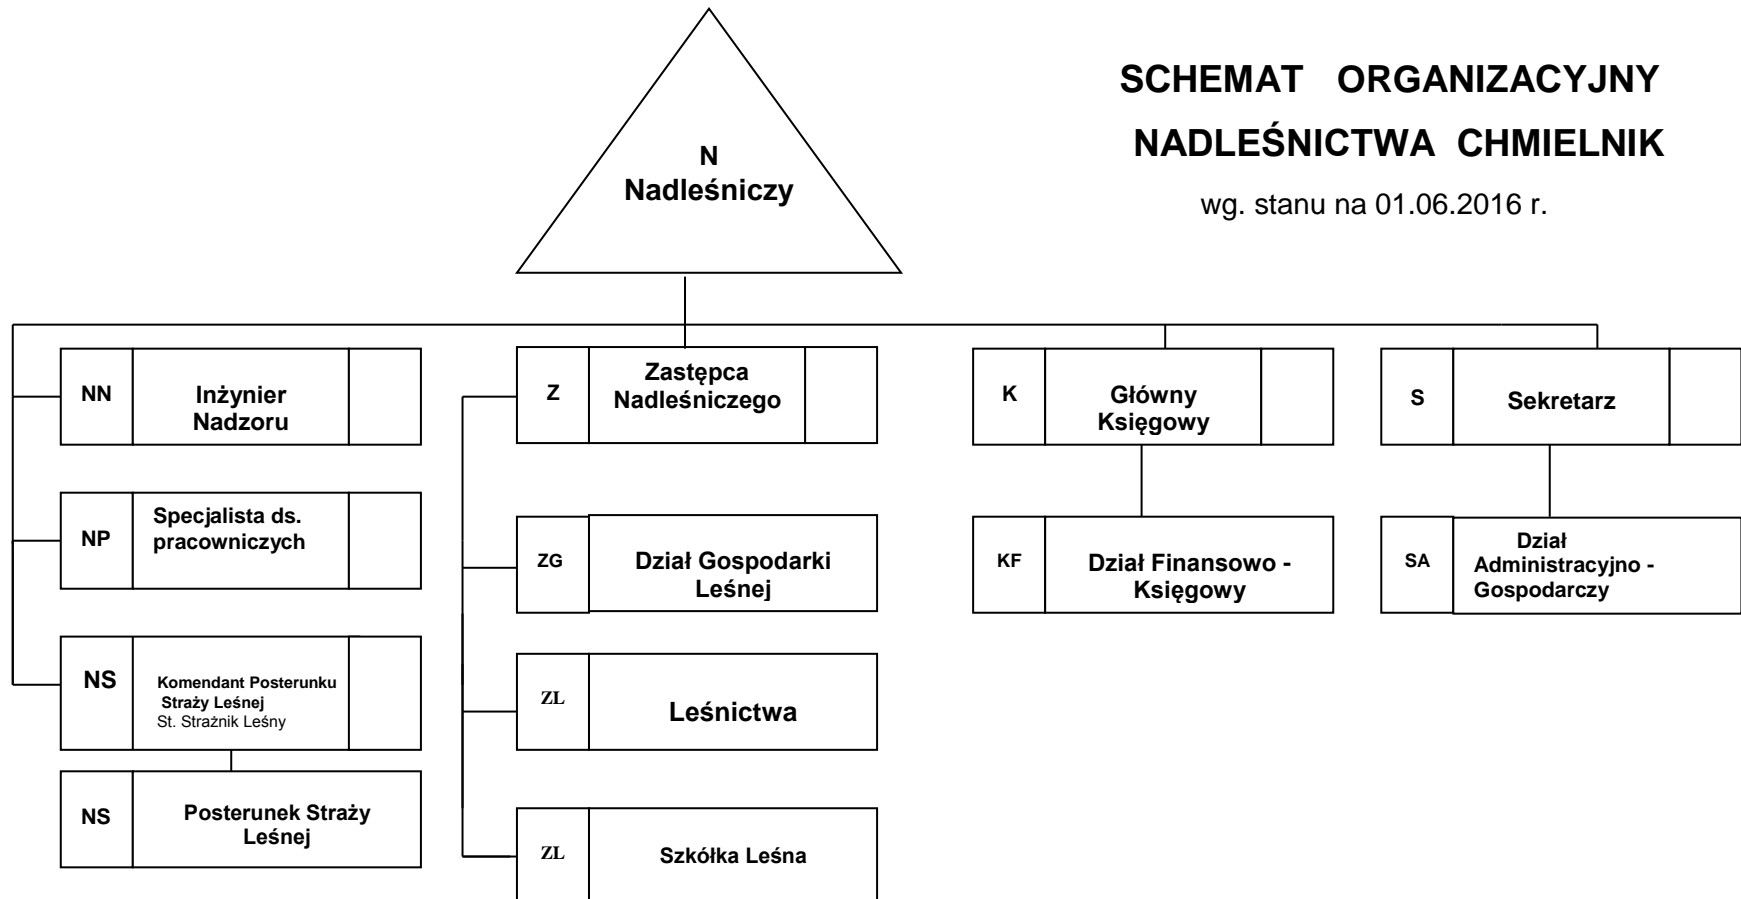 SCHEMAT ORGANIZACYJNY
NADLEŚNICTWA CHMIELNIK
wg. stanu na 01.06.2016 r.
N
Nadleśniczy
NN
Inżynier
Nadzoru
Z
Zastępca
Nadleśniczego
K
Główny
Księgowy
S
Sekretarz
NP
Specjalista ds.
pracowniczych
ZG
Dział Gospodarki
Leśnej
KF
Dział Finansowo -
Księgowy
SA
Dział
Administracyjno -
Gospodarczy
NS
Komendant Posterunku
Straży Leśnej
St. Strażnik Leśny
ZL
Leśnictwa
NS
Posterunek Straży
Leśnej
ZL
Szkółka Leśna